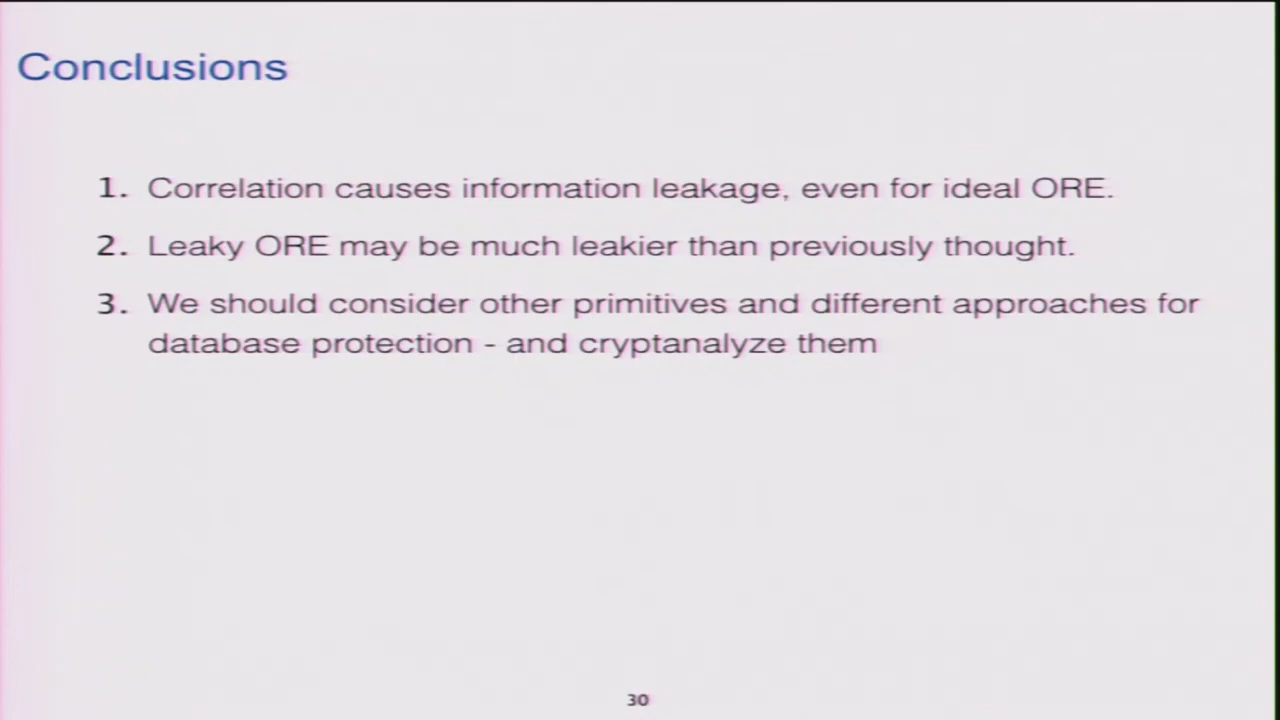 Conclusions
1. Correlation causes information leakage, even for ideal ORE.
2. Leaky ORE may be much leakier than previously thought.
3. We should consider other primitives and different approaches for
database protection - and cryptanalyze them
30